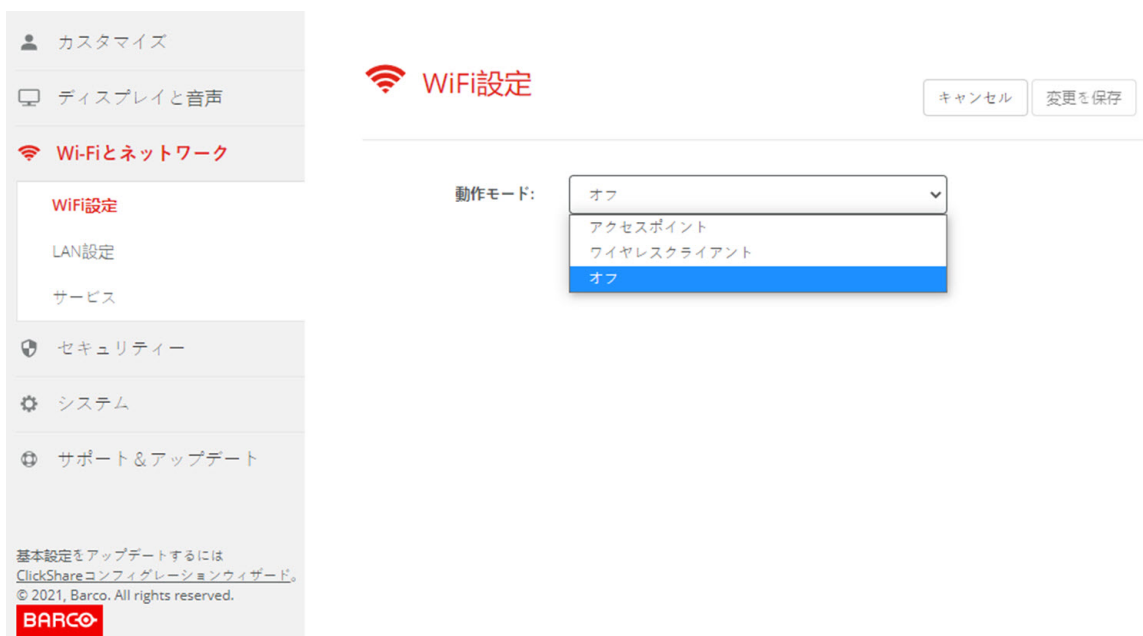 カスタマイズ
ディスプレイと音声
Wi-Fiとネットワーク
WiFi設定
LAN設定
サービス
セキュリティー
システム
サポート＆アップデート
基本設定をアップデートするには
ClickShareコンフィグレーションウィザード。
© 2021, Barco. All rights reserved.
BARCO
WiFi設定
キャンセル 変更を保存
動作モード: オフ
アクセスポイント
ワイヤレスクライアント
オフ